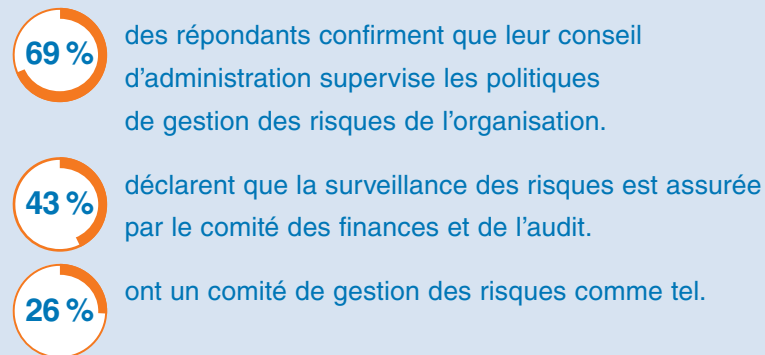 69 %
des répondants confirment que leur conseil
d’administration supervise les politiques
de gestion des risques de l’organisation.
43 %
déclarent que la surveillance des risques est assurée
par le comité des finances et de l’audit.
26 %
ont un comité de gestion des risques comme tel.